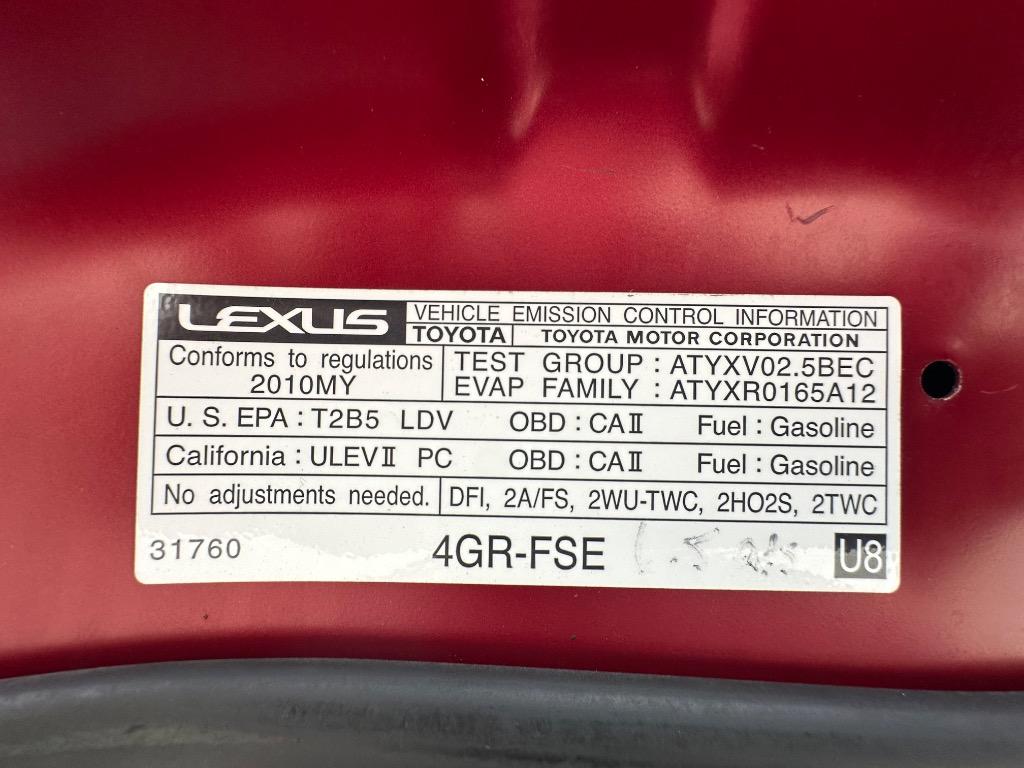 LEXUS VEHICLE EMISSION CONTROL INFORMATION
TOYOTA TOYOTA MOTOR CORPORATION
Conforms to regulations
2010MY
TEST GROUP : ATYXV02.5BEC
EVAP FAMILY : ATYXR0165A12
U. S. EPA : T2B5 LDV OBD : CAII Fuel : Gasoline
California : ULEVII PC OBD : CAII Fuel : Gasoline
No adjustments needed. DFI, 2A/FS, 2WU-TWC, 2HO2S, 2TWC
31760 4GR-FSE U8